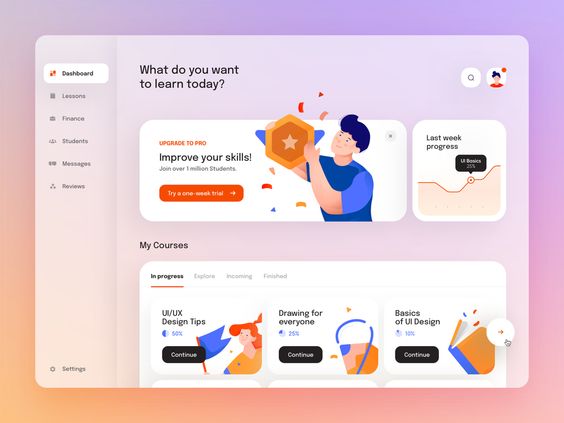 Dashboard
Lessons
Finance
Students
Messages
Reviews
Settings
What do you want
to learn today?
UPGRADE TO PRO
Improve your skills!
Join over 1 million Students.
Try a one-week trial
Last week
progress
UI Basics
25%
My Courses
In progress
Explore
Incoming
Finished
UI/UX
Design Tips
50%
Continue
Drawing for
everyone
25%
Continue
Basics
of UI Design
10%
Continue